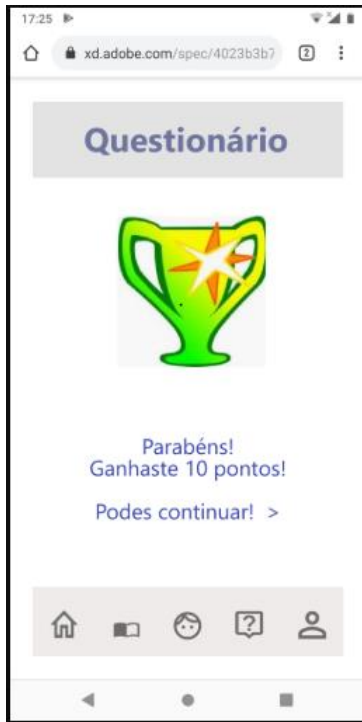 17:25
xd.adobe.com/spec/4023b3b7
2
Questionário
Parabéns!
Ganhaste 10 pontos!
Podes continuar! >
?